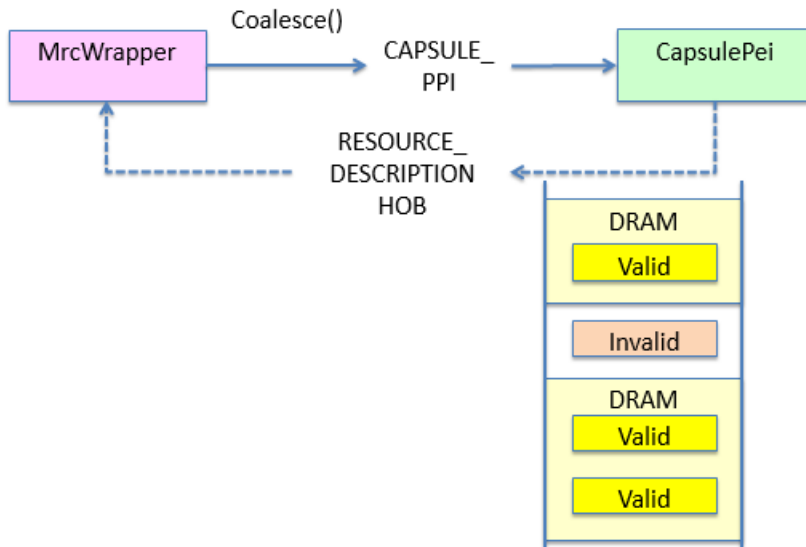 Coalesce()
MrcWrapper
CAPSULE_
PPI
CapsulePei
RESOURCE_
DESCRIPTION
HOB
DRAM
Valid
Invalid
DRAM
Valid
Valid